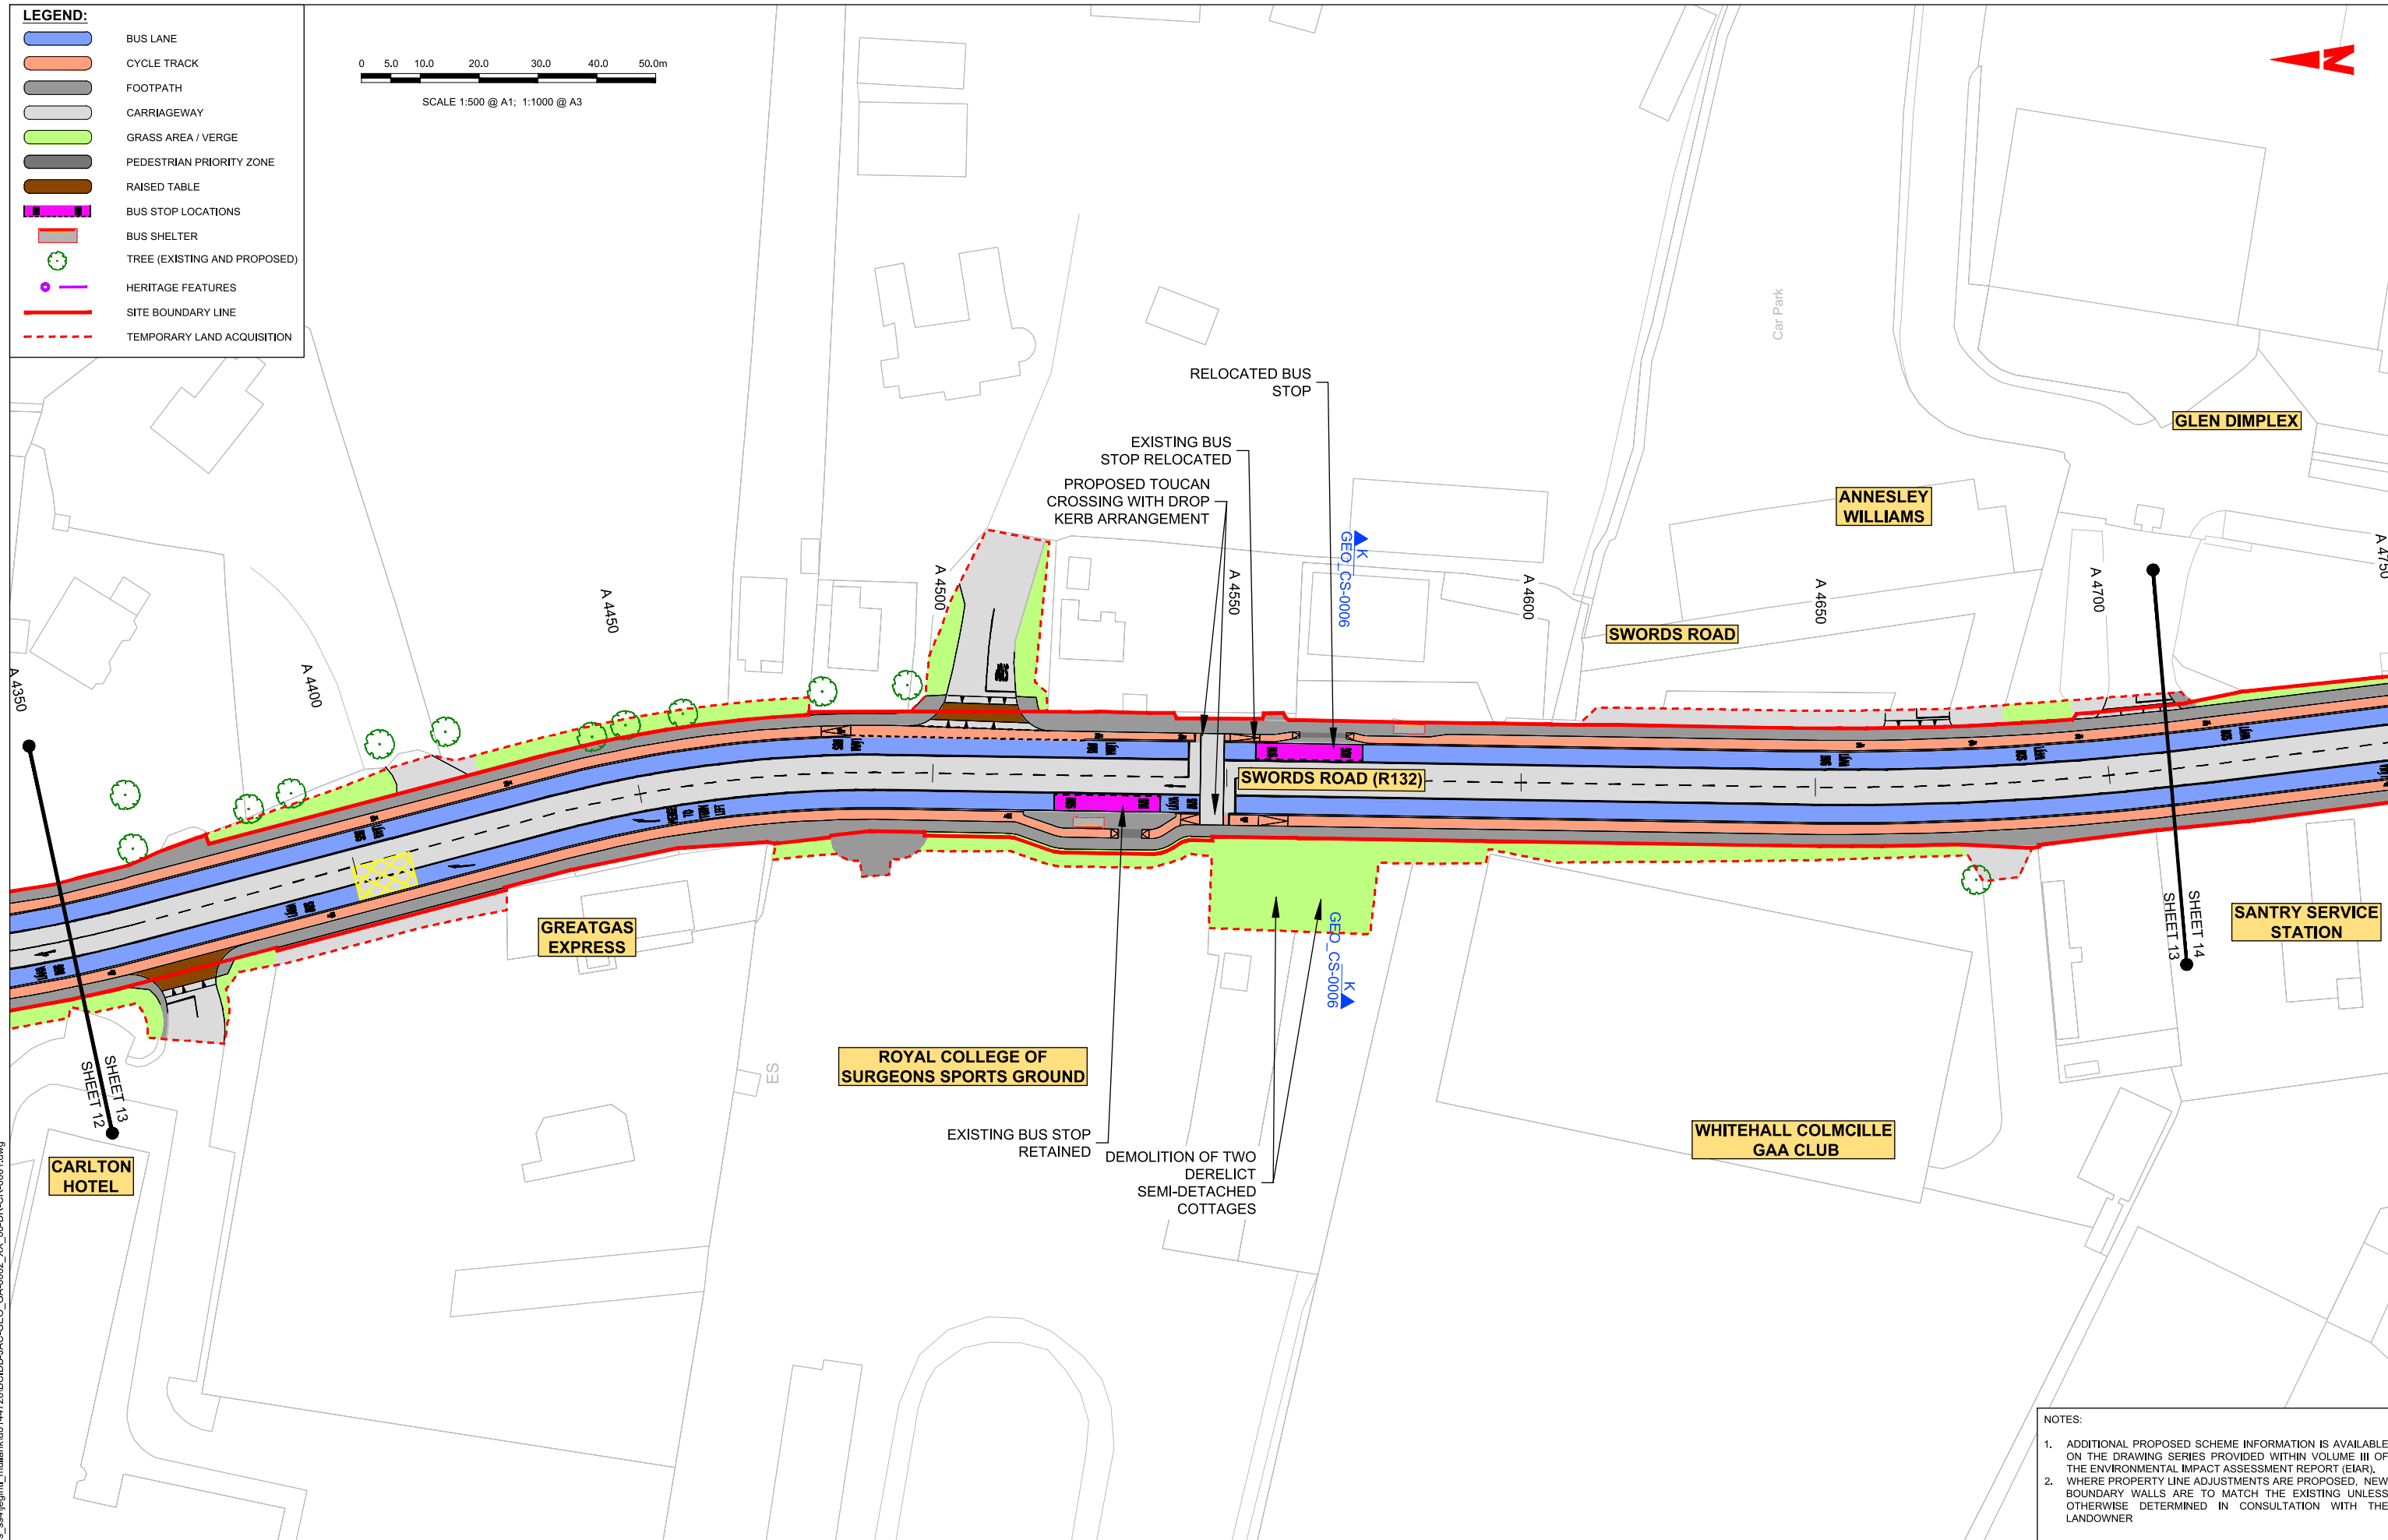 LEGEND:
BUS LANE
CYCLE TRACK
FOOTPATH
CARRIAGEWAY
GRASS AREA / VERGE
PEDESTRIAN PRIORITY ZONE
RAISED TABLE
BUS STOP LOCATIONS
BUS SHELTER
TREE (EXISTING AND PROPOSED)
HERITAGE FEATURES
SITE BOUNDARY LINE
TEMPORARY LAND ACQUISITION
0 5.0 10.0 20.0 30.0 40.0 50.0m
SCALE 1:500 @ A1; 1:1000 @ A3
N
Car Park
RELOCATED BUS
STOP
EXISTING BUS
STOP RELOCATED
PROPOSED TOUCAN
CROSSING WITH DROP
KERB ARRANGEMENT
GLEN DIMPLEX
ANNESLEY
WILLIAMS
SWORDS ROAD
A 4350
A 4400
A 4450
A 4500
A 4550
A 4600
A 4650
A 4700
A 4750
K
GEO_CS-0006
SWORDS ROAD (R132)
GREATGAS
EXPRESS
SANTRY SERVICE
STATION
SHEET 14
SHEET 13
K
GEO_CS-0006
ROYAL COLLEGE OF
SURGEONS SPORTS GROUND
ES
SHEET 13
SHEET 12
CARLTON
HOTEL
EXISTING BUS STOP
RETAINED
DEMOLITION OF TWO
DERELICT
SEMI-DETACHED
COTTAGES
WHITEHALL COLMCILLE
GAA CLUB
NOTES:
1. ADDITIONAL PROPOSED SCHEME INFORMATION IS AVAILABLE
ON THE DRAWING SERIES PROVIDED WITHIN VOLUME III OF
THE ENVIRONMENTAL IMPACT ASSESSMENT REPORT (EIAR).
2. WHERE PROPERTY LINE ADJUSTMENTS ARE PROPOSED, NEW
BOUNDARY WALLS ARE TO MATCH THE EXISTING UNLESS
OTHERWISE DETERMINED IN CONSULTATION WITH THE
LANDOWNER